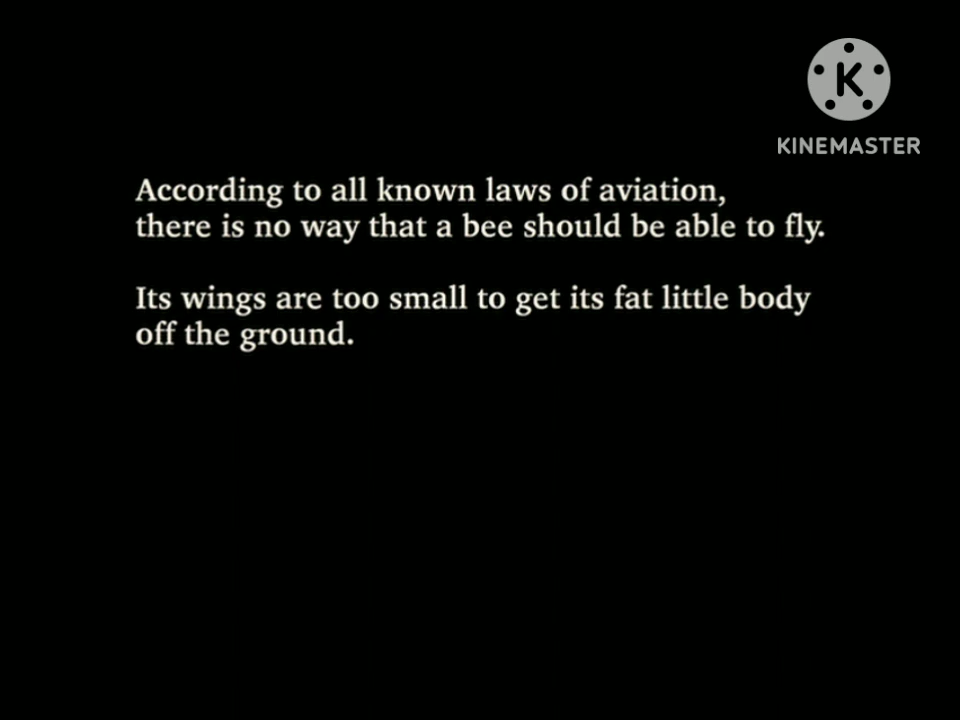 K
KINEMASTER
According to all known laws of aviation,
there is no way that a bee should be able to fly.
Its wings are too small to get its fat little body
off the ground.